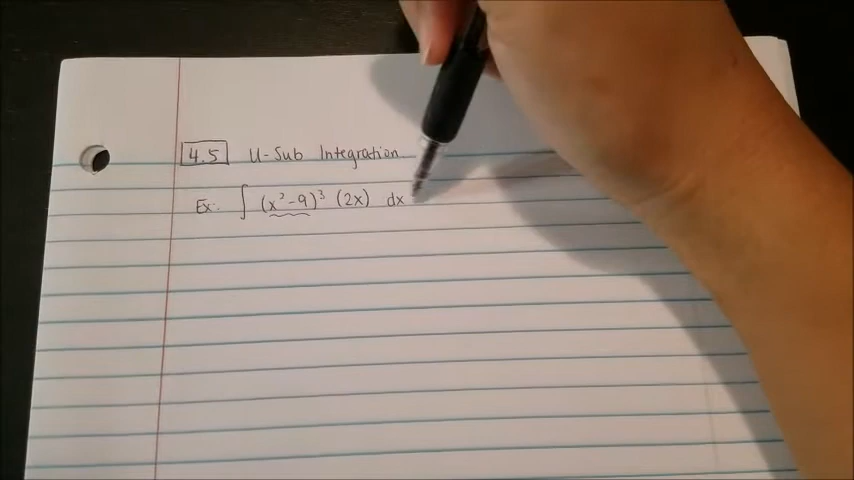 4.5 U-Sub Integration
Ex: ∫ (x²-9)³ (2x) dx